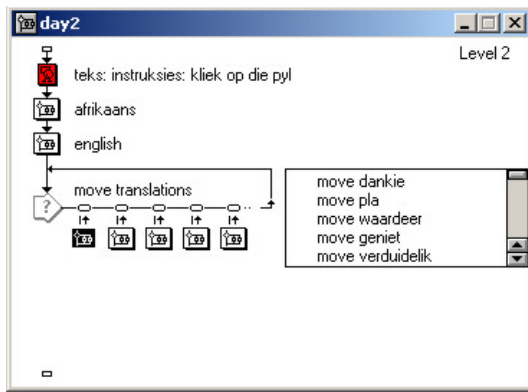 day2
Level 2
teks: instruksies: kliek op die pyl
afrikaans
english
move translations
?
move dankie
move pla
move waardeer
move geniet
move verduidelik